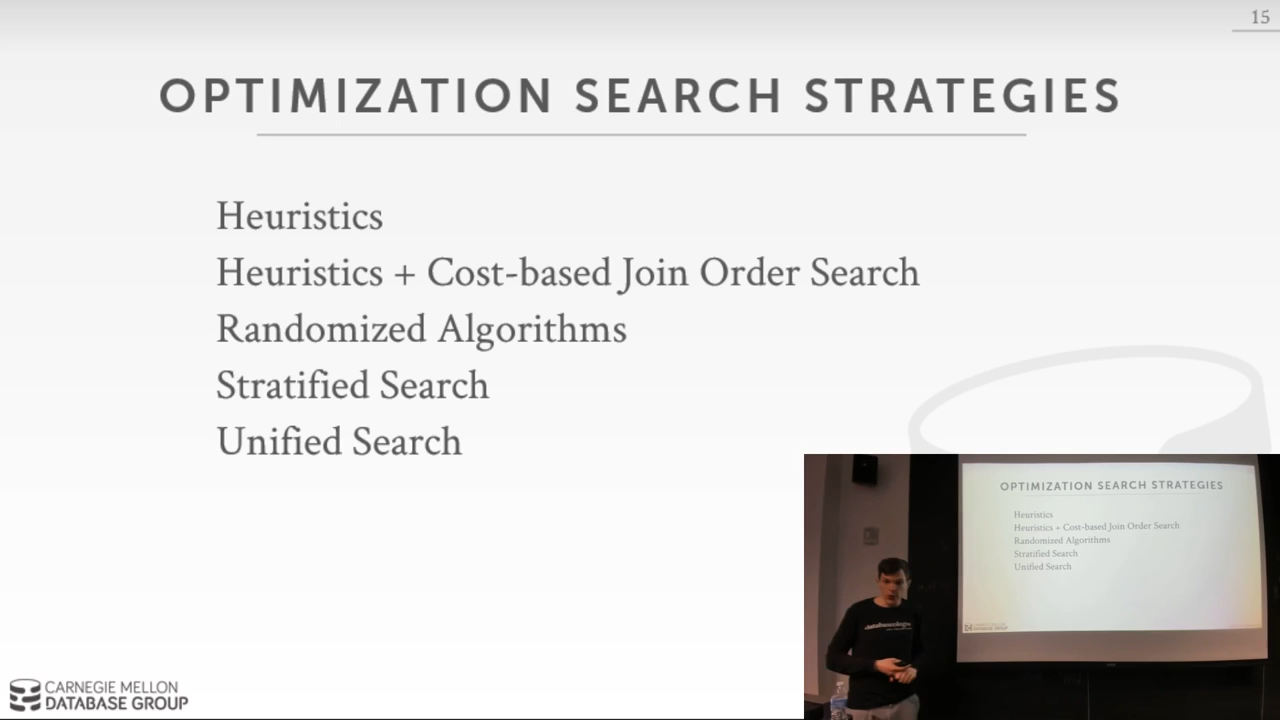 15
OPTIMIZATION SEARCH STRATEGIES
Heuristics
Heuristics + Cost-based Join Order Search
Randomized Algorithms
Stratified Search
Unified Search
CARNEGIE MELLON
DATABASE GROUP
OPTIMIZATION SEARCH STRATEGIES
Heuristics
Heuristics + Cost-based Join Order Search
Randomized Algorithms
Stratified Search
Unified Search